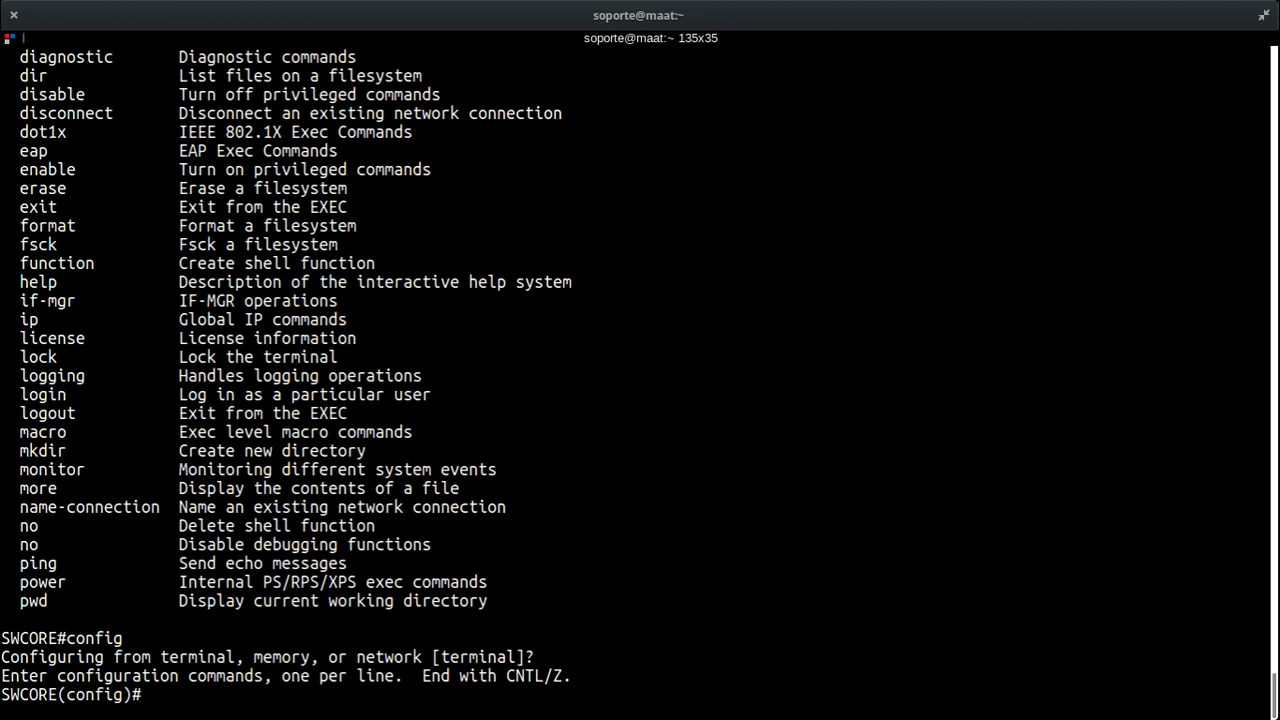 soporte@maat:~
soporte@maat:~ 135x35
diagnostic Diagnostic commands
dir List files on a filesystem
disable Turn off privileged commands
disconnect Disconnect an existing network connection
dot1x IEEE 802.1X Exec Commands
eap EAP Exec Commands
enable Turn on privileged commands
erase Erase a filesystem
exit Exit from the EXEC
format Format a filesystem
fsck Fsck a filesystem
function Create shell function
help Description of the interactive help system
if-mgr IF-MGR operations
ip Global IP commands
license License information
lock Lock the terminal
logging Handles logging operations
login Log in as a particular user
logout Exit from the EXEC
macro Exec level macro commands
mkdir Create new directory
monitor Monitoring different system events
more Display the contents of a file
name-connection Name an existing network connection
no Delete shell function
no Disable debugging functions
ping Send echo messages
power Internal PS/RPS/XPS exec commands
pwd Display current working directory
SWCORE#config
Configuring from terminal, memory, or network [terminal]?
Enter configuration commands, one per line. End with CNTL/Z.
SWCORE(config)#